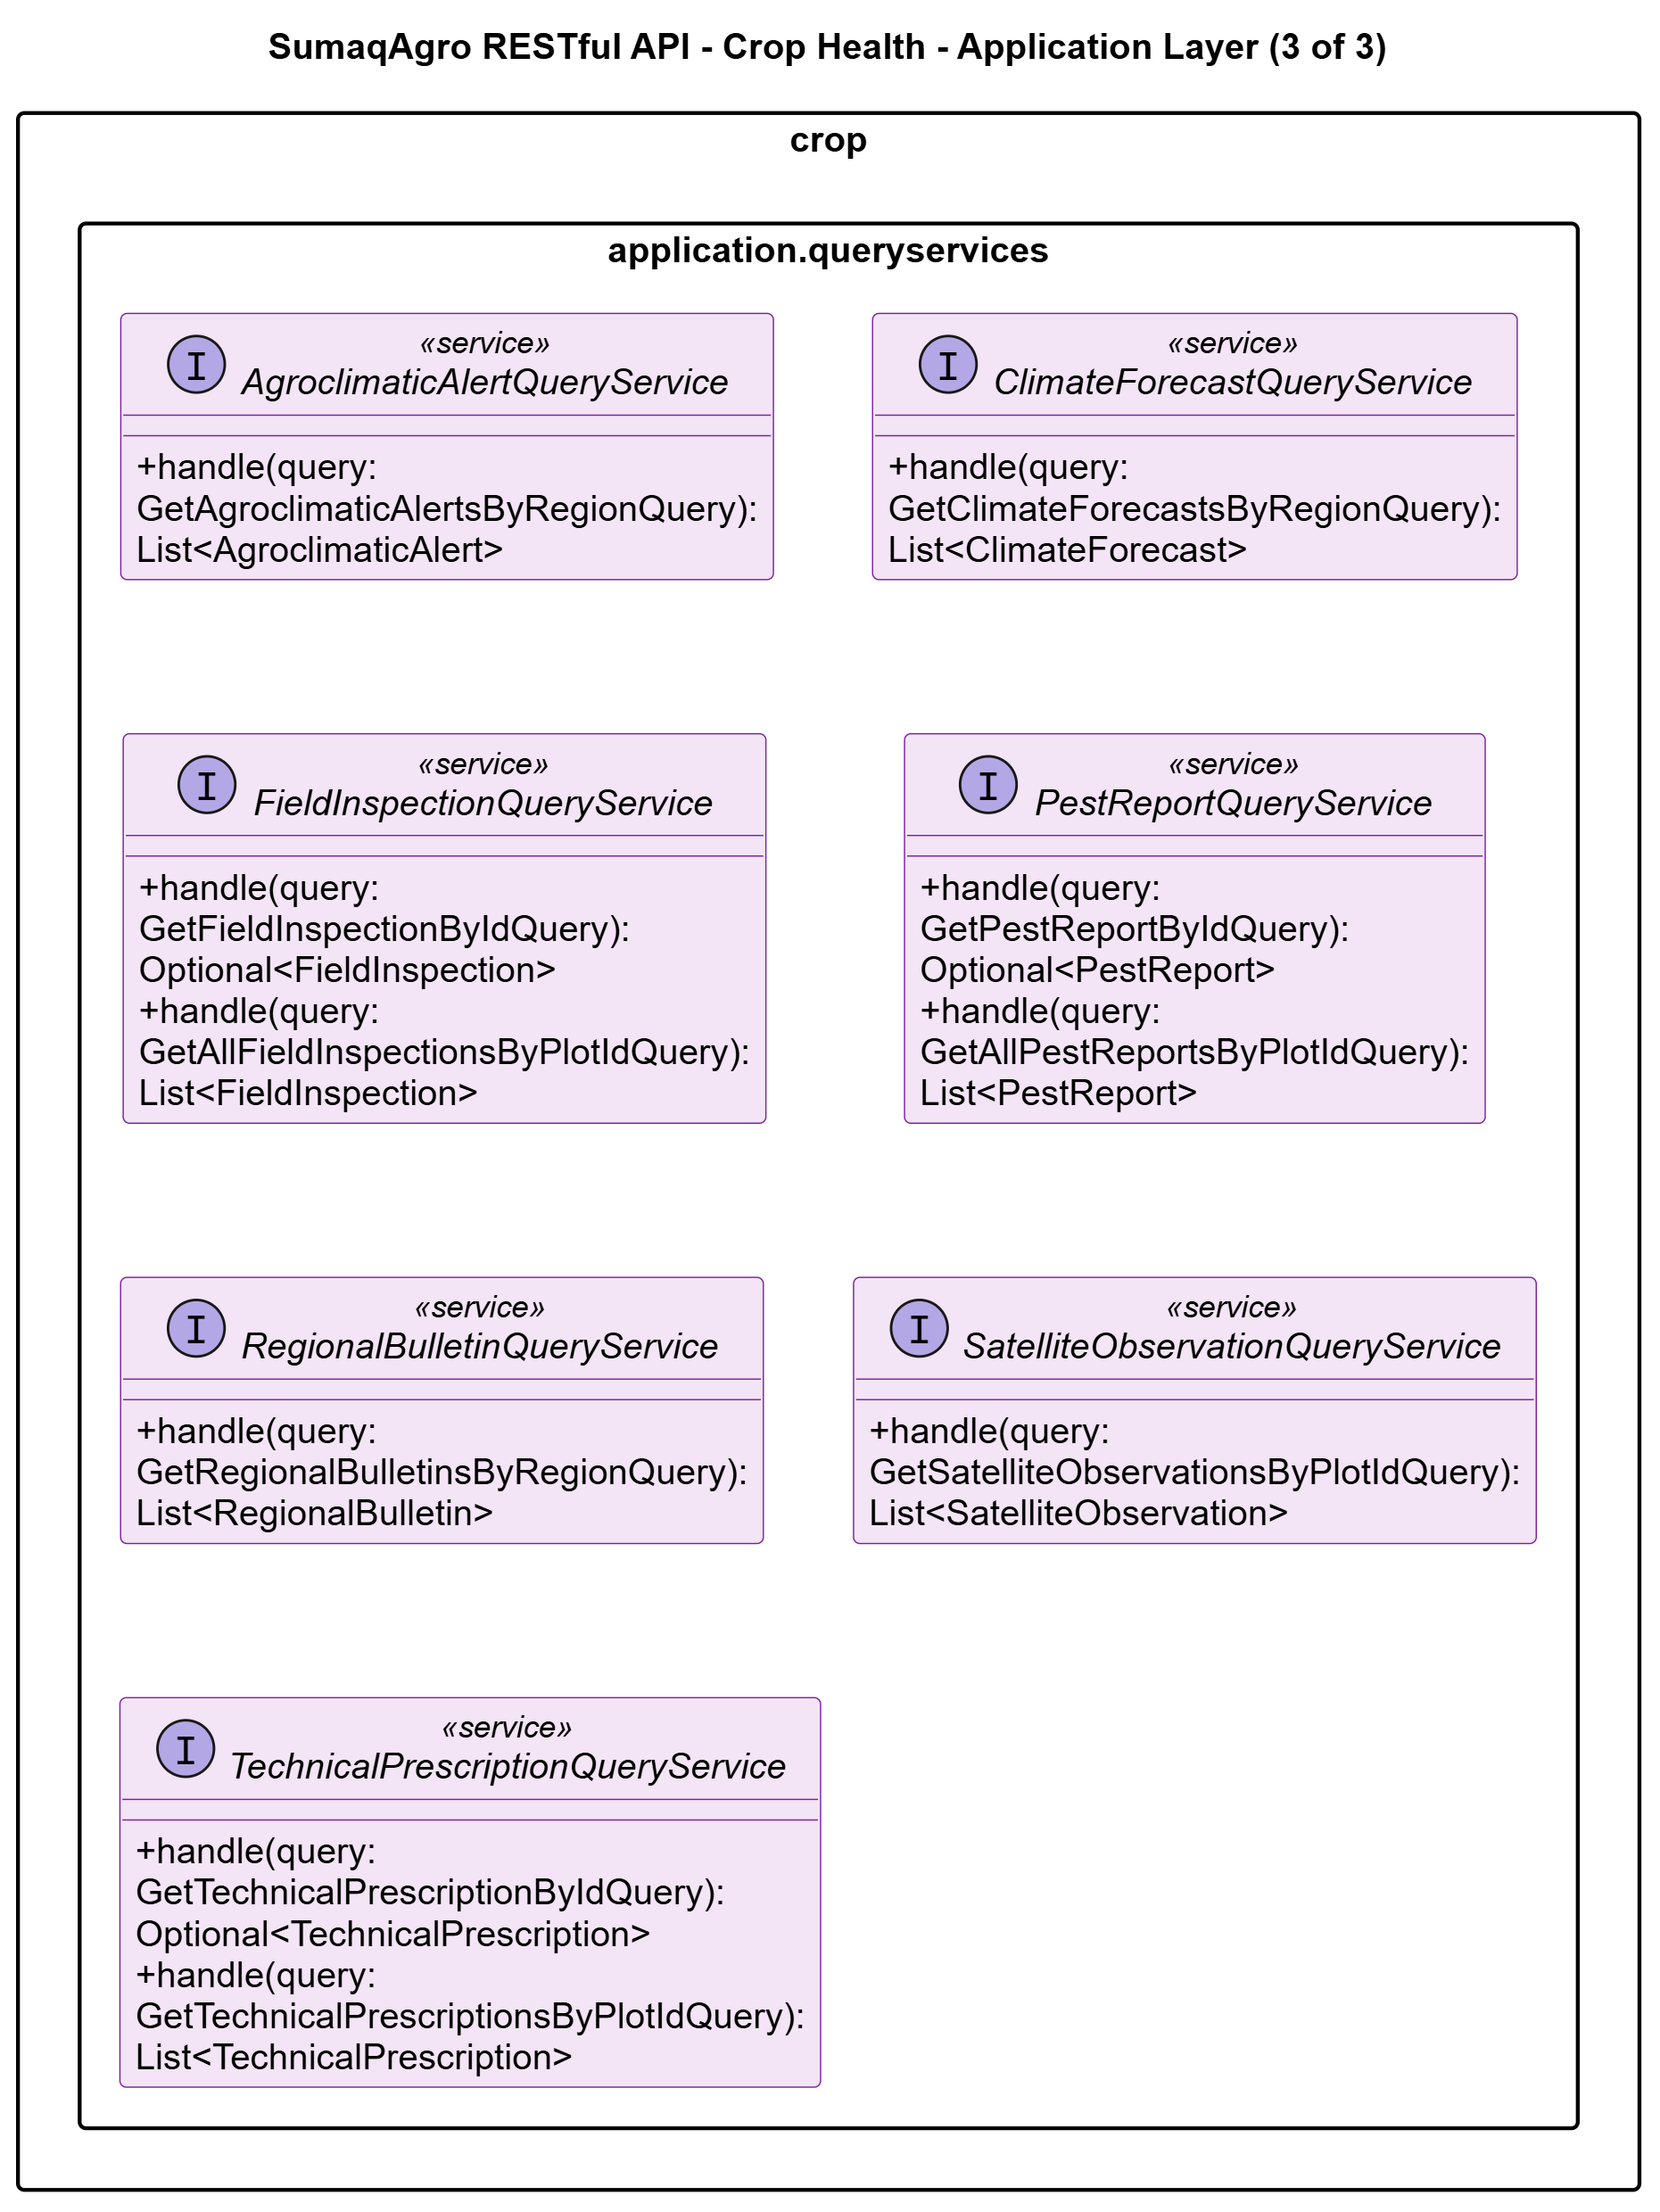 SumaqAgro RESTful API - Crop Health - Application Layer (3 of 3)
crop
application.queryservices
«service»
I
AgroclimaticAlertQueryService
+handle(query:
GetAgroclimaticAlertsByRegionQuery):
List<AgroclimaticAlert>
«service»
I
ClimateForecastQueryService
+handle(query:
GetClimateForecastsByRegionQuery):
List<ClimateForecast>
«service»
I
FieldInspectionQueryService
+handle(query:
GetFieldInspectionByIdQuery):
Optional<FieldInspection>
+handle(query:
GetAllFieldInspectionsByPlotIdQuery):
List<FieldInspection>
«service»
I
PestReportQueryService
+handle(query:
GetPestReportByIdQuery):
Optional<PestReport>
+handle(query:
GetAllPestReportsByPlotIdQuery):
List<PestReport>
«service»
I
RegionalBulletinQueryService
+handle(query:
GetRegionalBulletinsByRegionQuery):
List<RegionalBulletin>
«service»
I
SatelliteObservationQueryService
+handle(query:
GetSatelliteObservationsByPlotIdQuery):
List<SatelliteObservation>
«service»
I
TechnicalPrescriptionQueryService
+handle(query:
GetTechnicalPrescriptionByIdQuery):
Optional<TechnicalPrescription>
+handle(query:
GetTechnicalPrescriptionsByPlotIdQuery):
List<TechnicalPrescription>